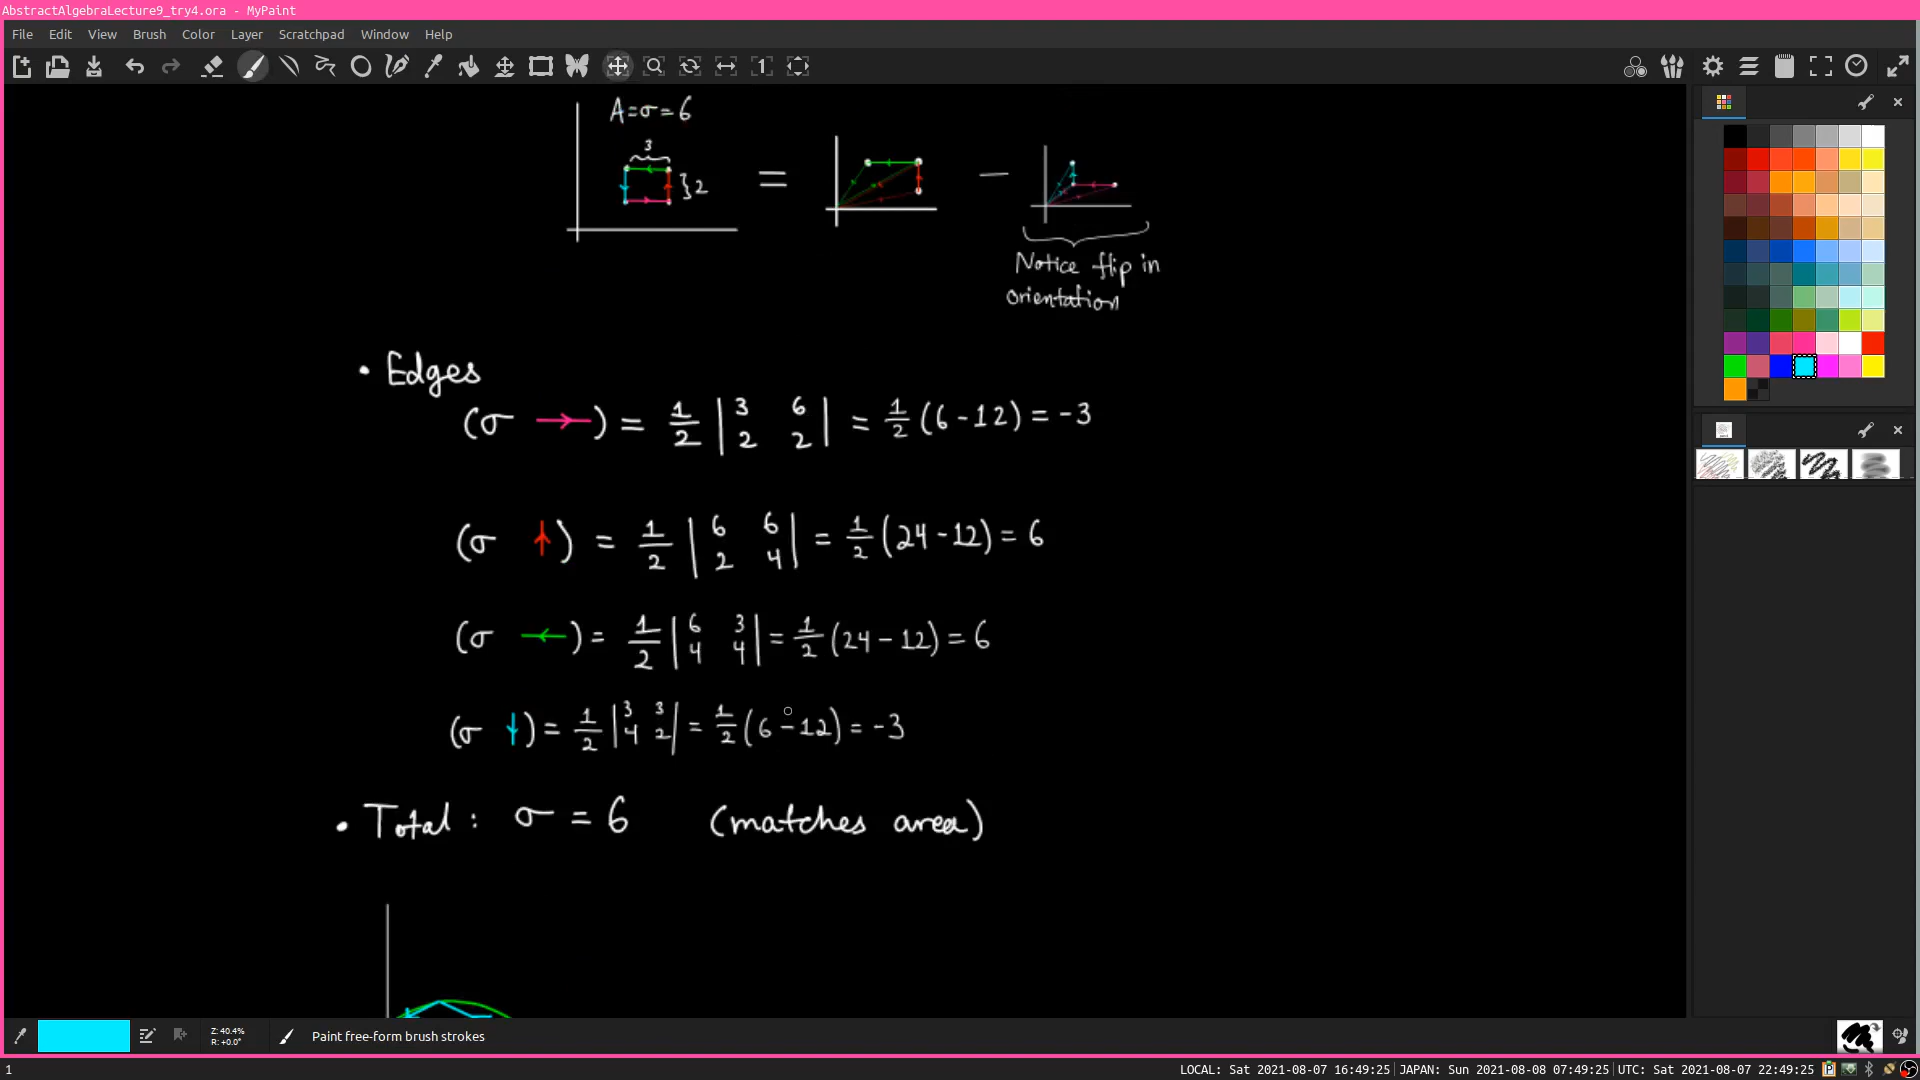 AbstractAlgebraLecture9_try4.ora - MyPaint
File Edit View Brush Color Layer Scratchpad Window Help
A=σ=6
3
}2
=
−
Notice flip in
orientation
• Edges
(σ →) = 1/2 |3 6; 2 2| = 1/2 (6-12) = -3
(σ ↑) = 1/2 |6 6; 2 4| = 1/2 (24-12) = 6
(σ ←) = 1/2 |6 3; 4 4| = 1/2 (24-12) = 6
(σ ↓) = 1/2 |3 3; 4 2| = 1/2 (6-12) = -3
• Total: σ = 6 (matches area)
Z: 40.4%
R: +0.0°
Paint free-form brush strokes
1 LOCAL: Sat 2021-08-07 16:49:25 JAPAN: Sun 2021-08-08 07:49:25 UTC: Sat 2021-08-07 22:49:25